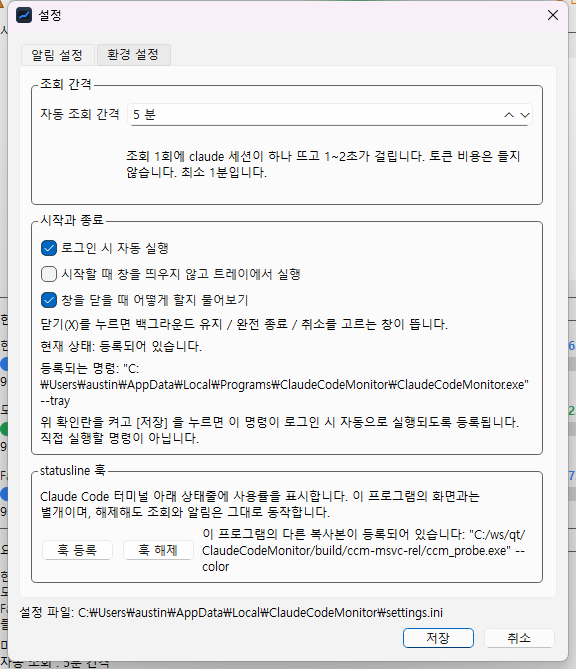 설정
알림 설정
환경 설정
조회 간격
자동 조회 간격
5 분
조회 1회에 claude 세션이 하나 뜨고 1~2초가 걸립니다. 토큰 비용은 들지
않습니다. 최소 1분입니다.
시작과 종료
로그인 시 자동 실행
시작할 때 창을 띄우지 않고 트레이에서 실행
창을 닫을 때 어떻게 할지 물어보기
닫기(X)를 누르면 백그라운드 유지 / 완전 종료 / 취소를 고르는 창이 뜹니다.
현재 상태: 등록되어 있습니다.
등록되는 명령: "C:
₩Users₩austin₩AppData₩Local₩Programs₩ClaudeCodeMonitor₩ClaudeCodeMonitor.exe"
--tray
위 확인란을 켜고 [저장] 을 누르면 이 명령이 로그인 시 자동으로 실행되도록 등록됩니다.
직접 실행할 명령이 아닙니다.
statusline 훅
Claude Code 터미널 아래 상태줄에 사용률을 표시합니다. 이 프로그램의 화면과는
별개이며, 해제해도 조회와 알림은 그대로 동작합니다.
훅 등록
훅 해제
이 프로그램의 다른 복사본이 등록되어 있습니다: "C:/ws/qt/
ClaudeCodeMonitor/build/ccm-msvc-rel/ccm_probe.exe" --
color
설정 파일: C:₩Users₩austin₩AppData₩Local₩ClaudeCodeMonitor₩settings.ini
저장
취소
자동 조회 : 5분 간격